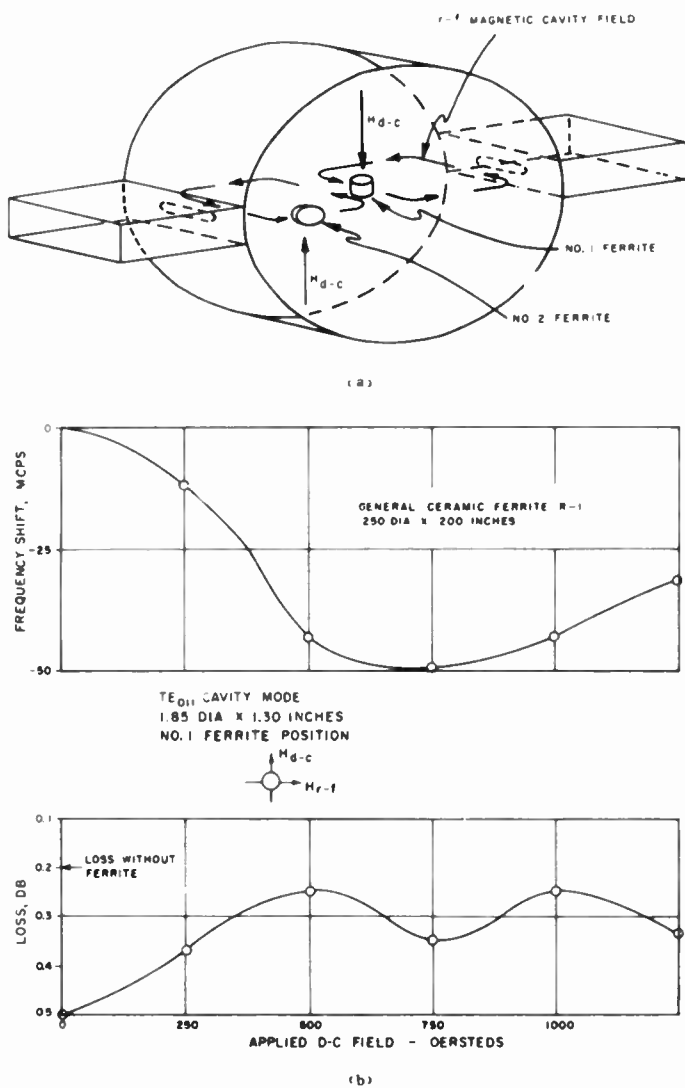 r-f MAGNETIC CAVITY FIELD
Hd-c
NO. 1 FERRITE
Hd-c
NO 2 FERRITE
(a)
0
-25
-50
FREQUENCY SHIFT, MCPS
GENERAL CERAMIC FERRITE R-1
250 DIA X 200 INCHES
TE011 CAVITY MODE
1.85 DIA X 1.30 INCHES
NO. 1 FERRITE POSITION
Hd-c
Hr-f
0.1
0.2
0.3
0.4
0.5
LOSS, DB
LOSS WITHOUT
FERRITE
0 250 500 750 1000
APPLIED D-C FIELD - OERSTEDS
(b)